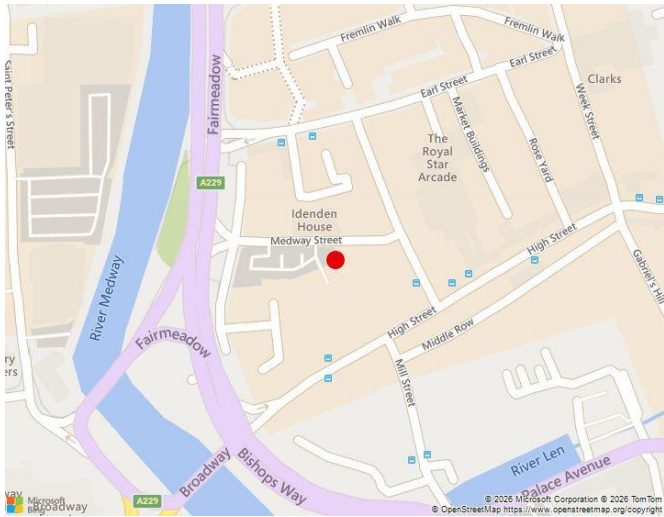 Fremlin Walk
Fremlin Walk
Saint Peter's Street
Fairmeadow
Earl Street
Earl Street
Clarks
Week Street
Market Buildings
The
Royal
Star
Arcade
Rose Yard
A229
Idenden
House
Medway Street
High Street
Gabriel's Hill
River Medway
Fairmeadow
High Street
Middle Row
Mill Street
Broadway
Bishops Way
River Len
Palace Avenue
A229
Broadway
Microsoft
Bing
© 2026 Microsoft Corporation © 2026 TomTom
© OpenStreetMap https://www.openstreetmap.org/copyright